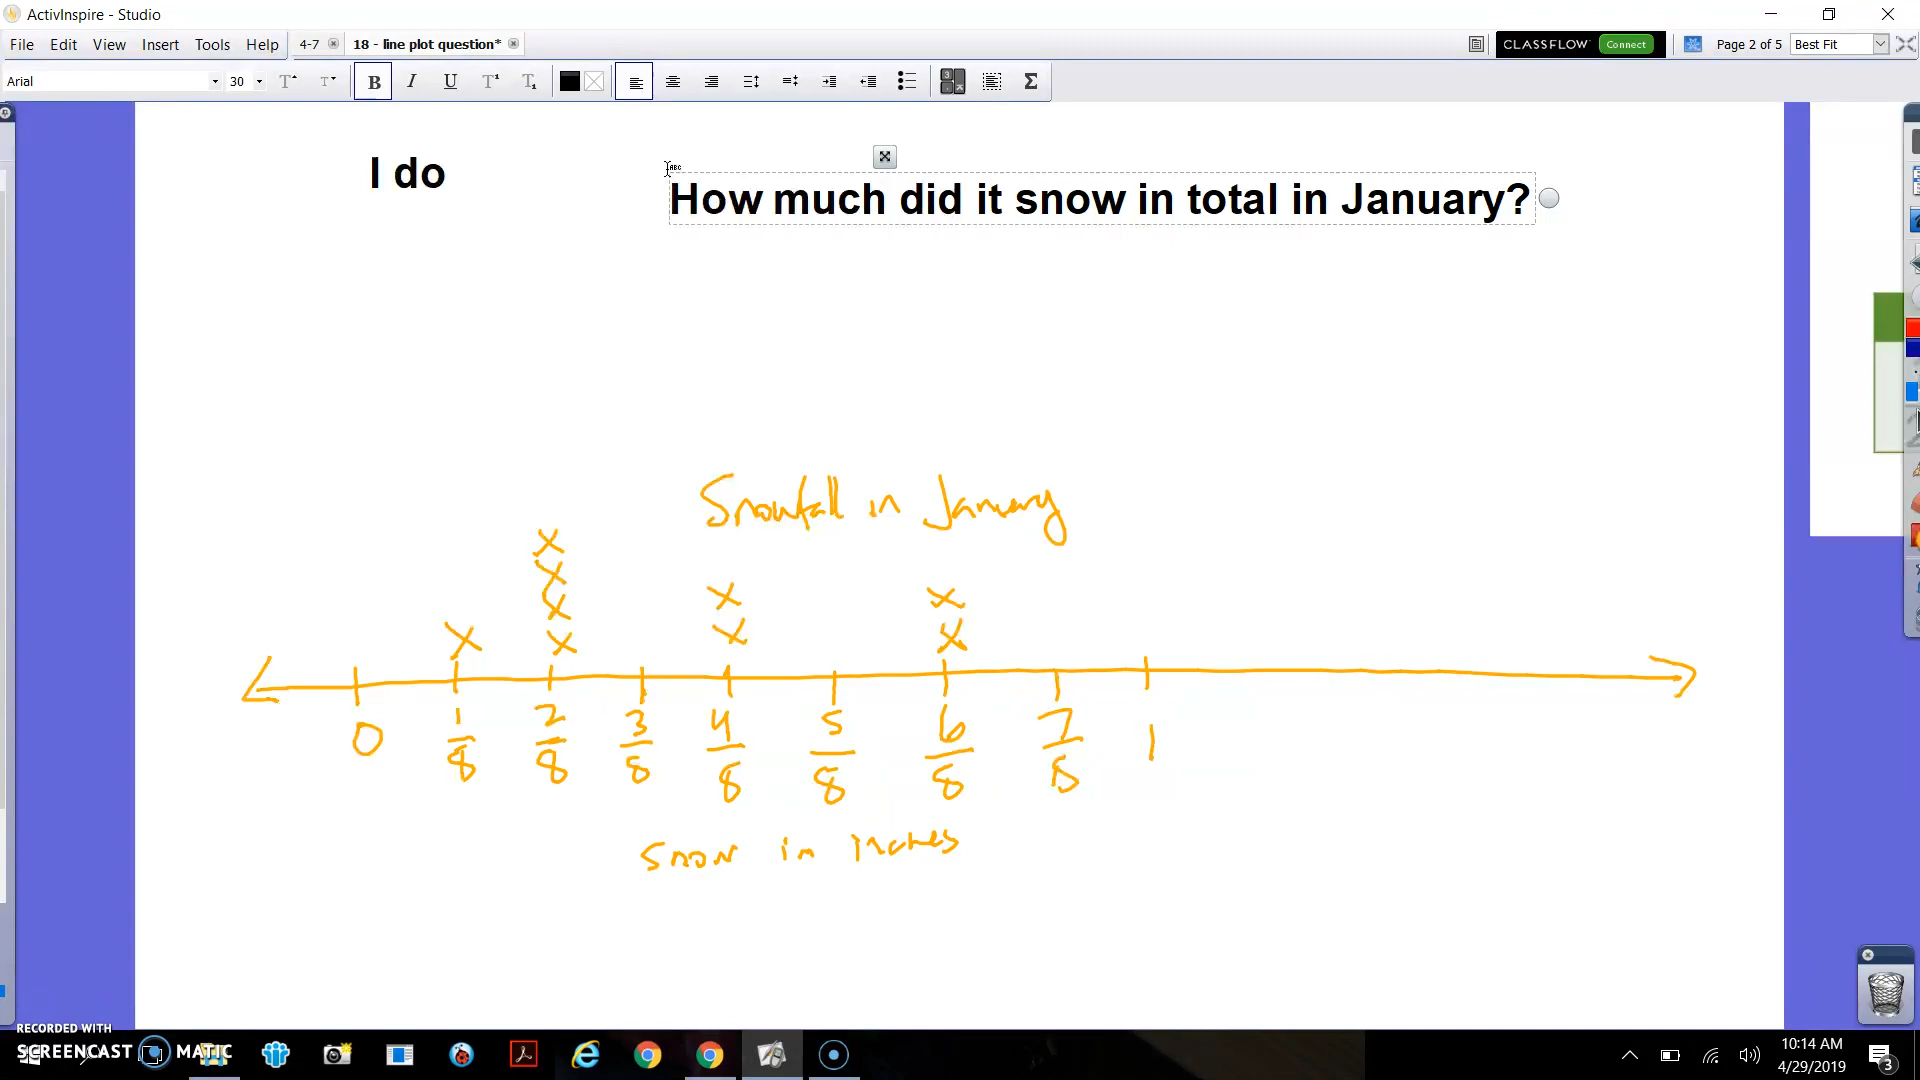 ActivInspire - Studio
File Edit View Insert Tools Help 4-7 18 - line plot question* CLASSFLOW Connect Page 2 of 5 Best Fit
Arial 30 B I U T T Σ
I do
ABC
How much did it snow in total in January?
Snowfall in January
X
X X X X
X X
X X X X
0 1/8 2/8 3/8 4/8 5/8 6/8 7/8 1
Snow in inches
RECORDED WITH
SCREENCAST MATIC
10:14 AM
4/29/2019
3